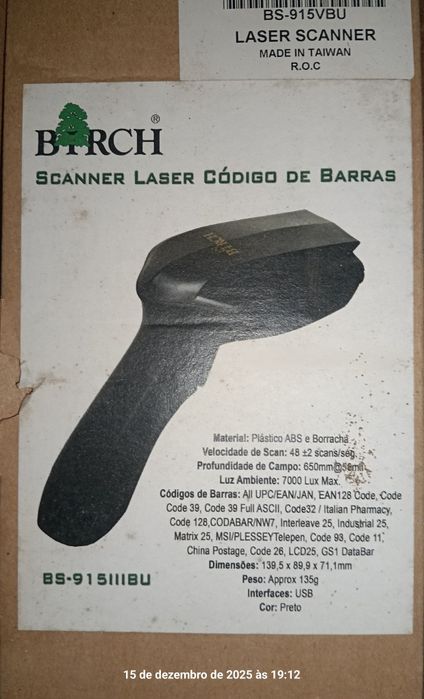 BS-915VBU
LASER SCANNER
MADE IN TAIWAN
R.O.C
BIRCH®
SCANNER LASER CÓDIGO DE BARRAS
BIRCH
Material: Plástico ABS e Borracha
Velocidade de Scan: 48 ±2 scans/seg.
Profundidade de Campo: 650mm@58mil
Luz Ambiente: 7000 Lux Max.
Códigos de Barras: All UPC/EAN/JAN, EAN128 Code, Code
Code 39, Code 39 Full ASCII, Code32 / Italian Pharmacy,
Code 128,CODABAR/NW7, Interleave 25, Industrial 25,
Matrix 25, MSI/PLESSEYTelepen, Code 93, Code 11,
China Postage, Code 26, LCD25, GS1 DataBar
Dimensões: 139,5 x 89,9 x 71,1mm
Peso: Approx 135g
Interfaces: USB
Cor: Preto
BS-915IIIBU
15 de dezembro de 2025 às 19:12